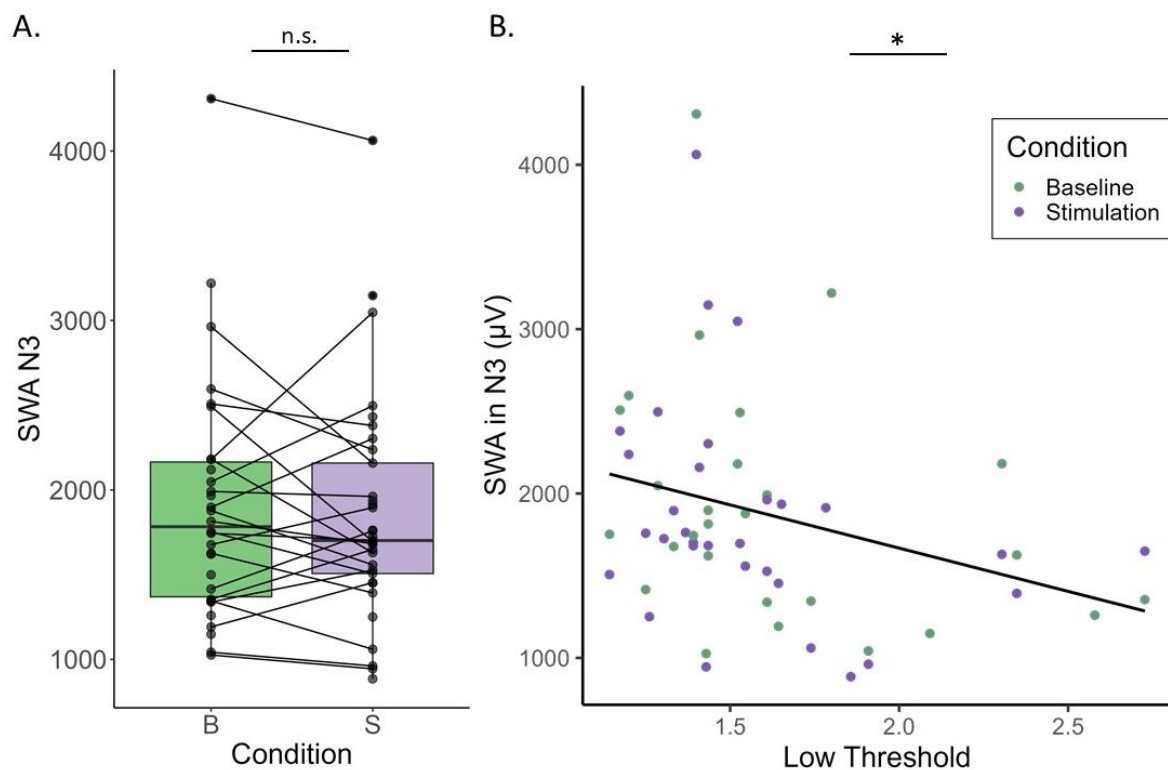 A.
n.s.
4000
3000
2000
1000
SWA N3
B
S
Condition
B.
*
4000
3000
2000
1000
SWA in N3 (µV)
Condition
Baseline
Stimulation
1.5
2.0
2.5
Low Threshold